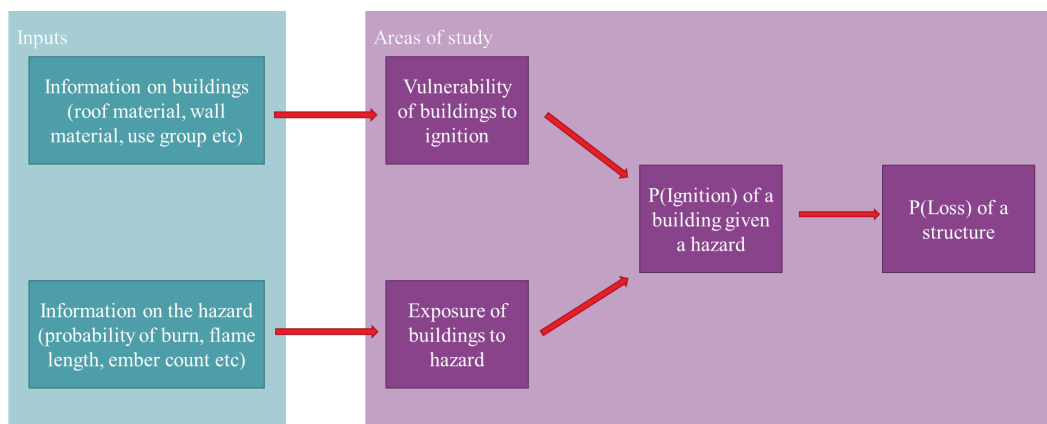 Inputs
Information on buildings
(roof material, wall
material, use group etc)
Information on the hazard
(probability of burn, flame
length, ember count etc)
Areas of study
Vulnerability
of buildings to
ignition
Exposure of
buildings to
hazard
P(Ignition) of a
building given
a hazard
P(Loss) of a
structure